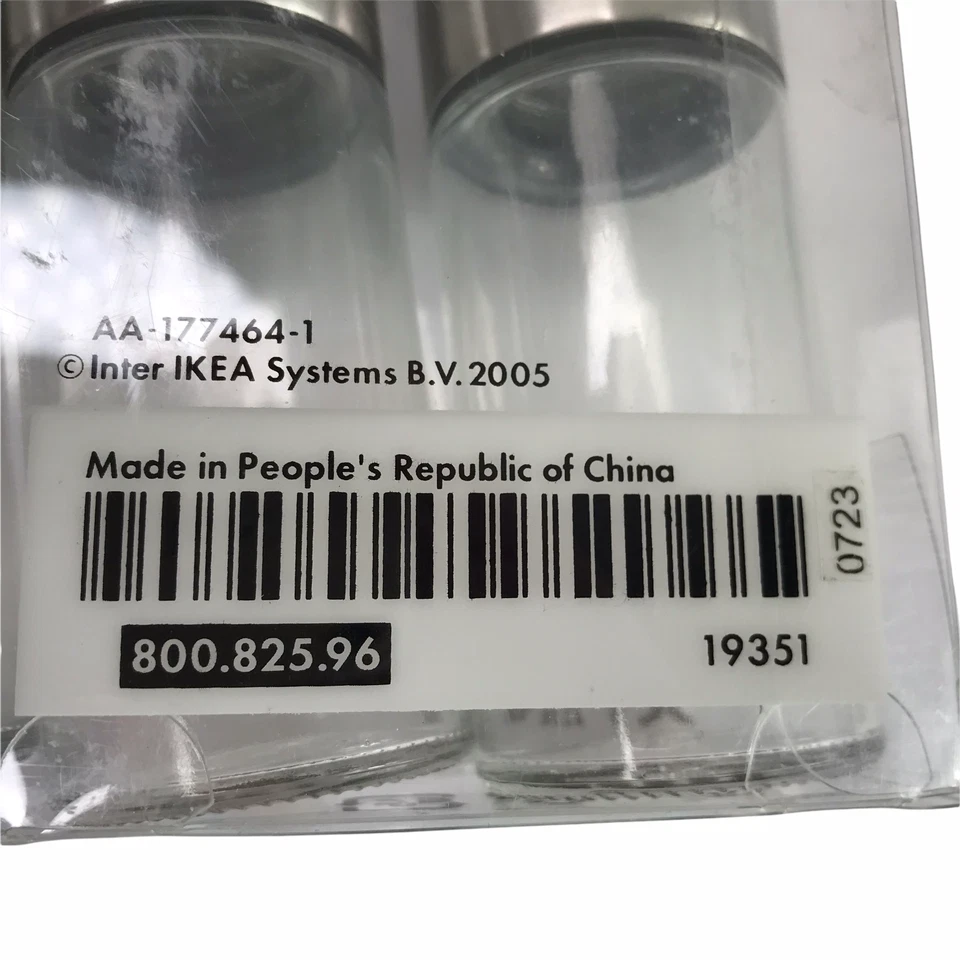 AA-177464-1
© Inter IKEA Systems B.V. 2005
Made in People's Republic of China
0723
800.825.96
19351